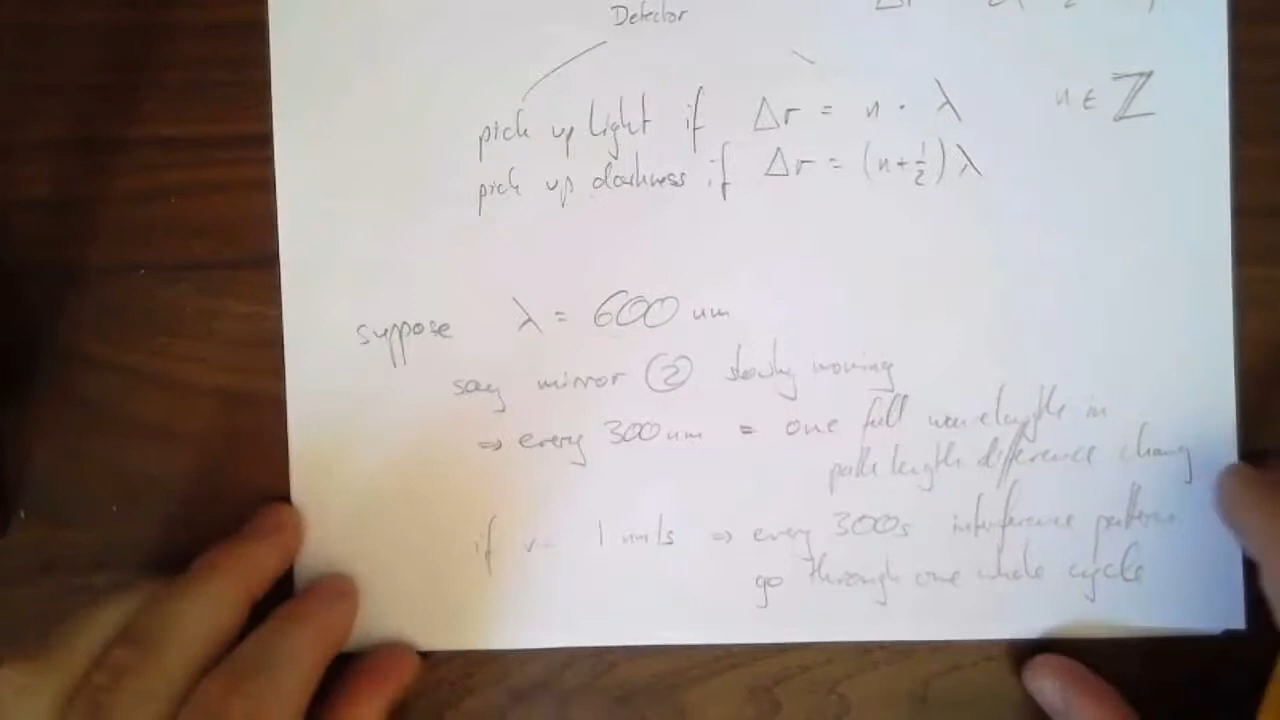 Detector
pick up light if Δr = n · λ n ∈ ℤ
pick up darkness if Δr = (n+½)λ
suppose λ = 600 nm
say mirror ② slowly moving
⇒ every 300nm = one full wavelength in
path length difference change
if v = 1 nm/s ⇒ every 300s interference pattern
go through one whole cycle